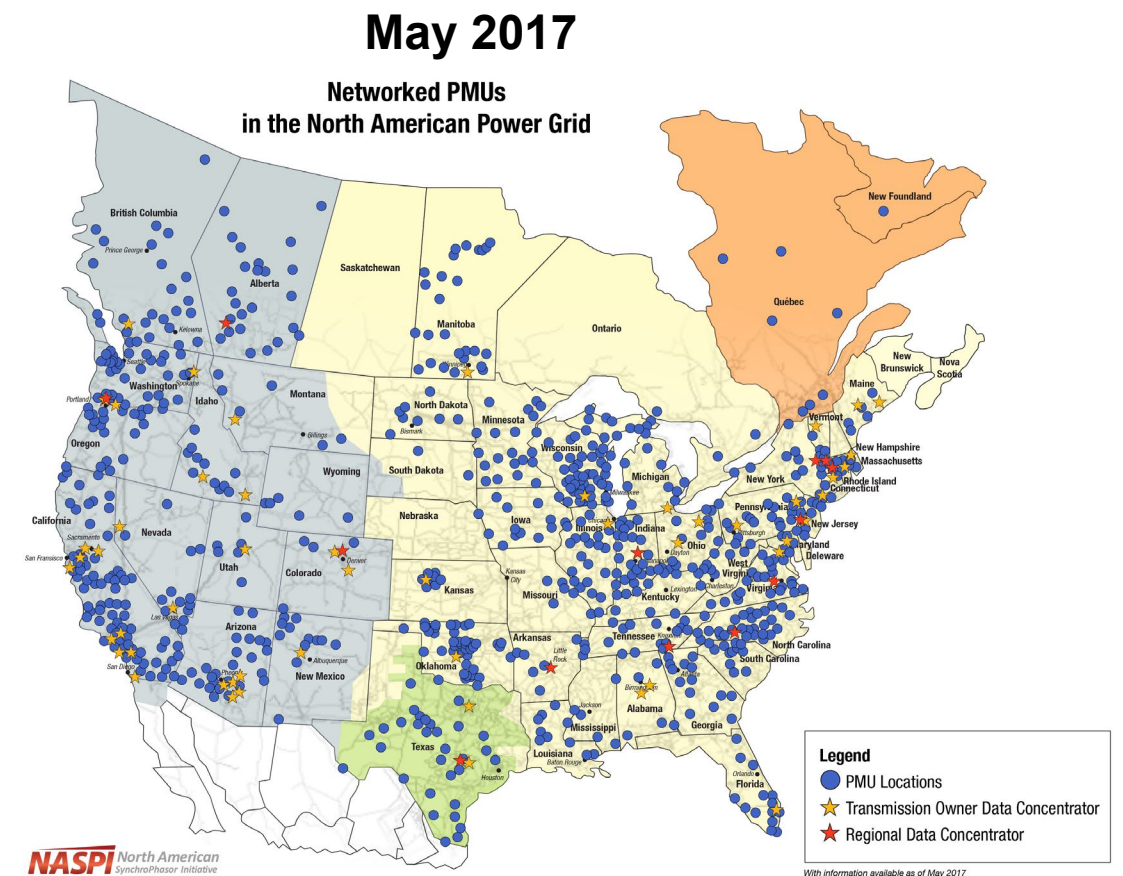 May 2017
Networked PMUs
in the North American Power Grid
New Foundland
British Columbia
Prince George
Saskatchewan
Alberta
Québec
Manitoba
Ontario
Kelowna
New
Brunswick
Nova
Scotia
Winnipeg
Seattle
Maine
Washington
Spokane
Portland
Idaho
Montana
North Dakota
Minnesota
Vermont
Bismark
Billings
Oregon
Wisconsin
New Hampshire
Massachusetts
Wyoming
South Dakota
Michigan
New York
Rhode Island
Connecticut
Milwaukee
California
Nebraska
Iowa
Chicago
Illinois
Indiana
Pennsylvania
New Jersey
Nevada
Sacramento
Pittsburgh
San Fransisco
Ohio
Maryland
Deleware
Dayton
Utah
Colorado
Denver
Kansas
City
West
Virginia
Kansas
Missouri
Lexington
Charleston
Virginia
Kentucky
Las Vegas
Arizona
Arkansas
Tennessee
North Carolina
Little
Rock
South Carolina
Albuquerque
Oklahoma
San Diego
Phoenix
New Mexico
Atlanta
Birmingham
Alabama
Jackson
Mississippi
Georgia
Texas
Louisiana
Baton Rouge
Houston
Orlando
Florida
Legend
PMU Locations
Transmission Owner Data Concentrator
Regional Data Concentrator
NASPI North American
SynchroPhasor Initiative
With information available as of May 2017